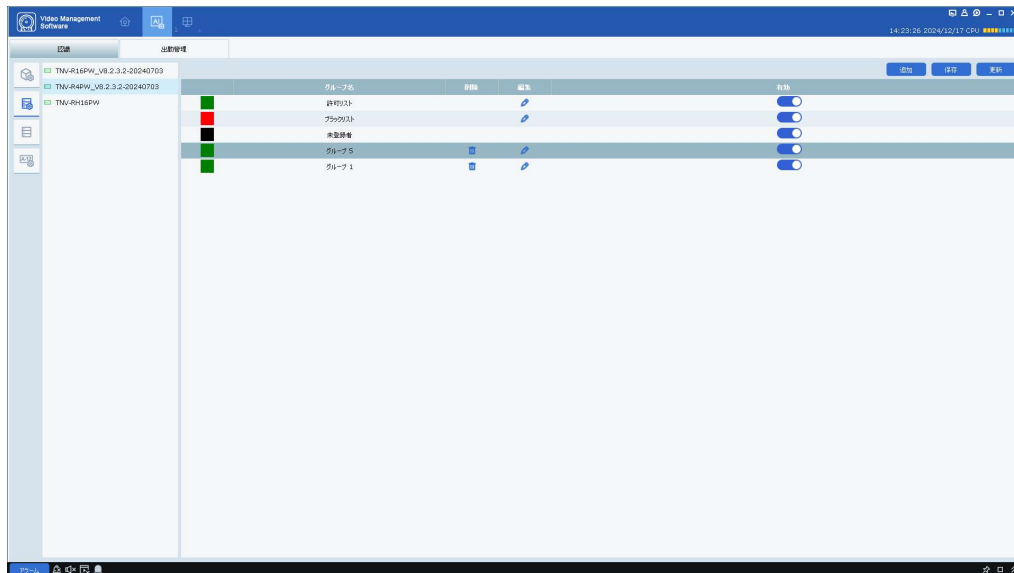 Video Management
Software
AI
14:23:26 2024/12/17 CPU
認識
出勤管理
TNV-R16PW_V8.2.3.2-20240703
TNV-R4PW_V8.2.3.2-20240703
TNV-RH16PW
追加 保存 更新
グループ名 削除 編集 有効
許可リスト
ブラックリスト
未登録者
グループ 5
グループ 1
アラーム